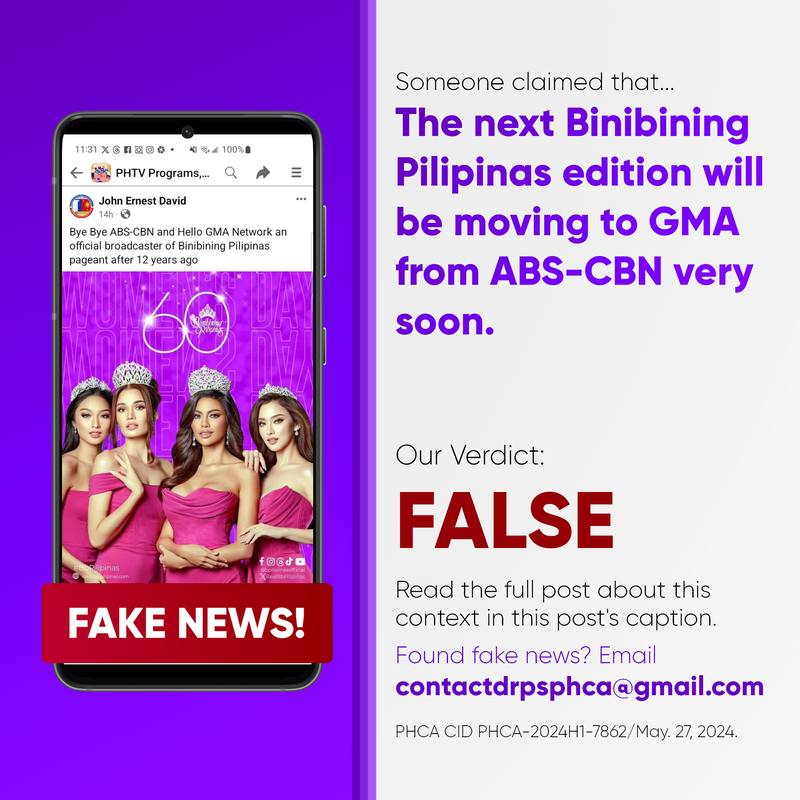 11:31
100%
PHTV Programs,...
John Ernest David
14h
Bye Bye ABS-CBN and Hello GMA Network an
official broadcaster of Binibining Pilipinas
pageant after 12 years ago
WOMEN'S DAY
60
Binibining
Pilipinas
#BbPilipinas
bbpilipinasofficial
FAKE NEWS!
Someone claimed that...
The next Binibining
Pilipinas edition will
be moving to GMA
from ABS-CBN very
soon.
Our Verdict:
FALSE
Read the full post about this
context in this post's caption.
Found fake news? Email
contactdrpsphca@gmail.com
PHCA CID PHCA-2024H1-7862/May. 27, 2024.